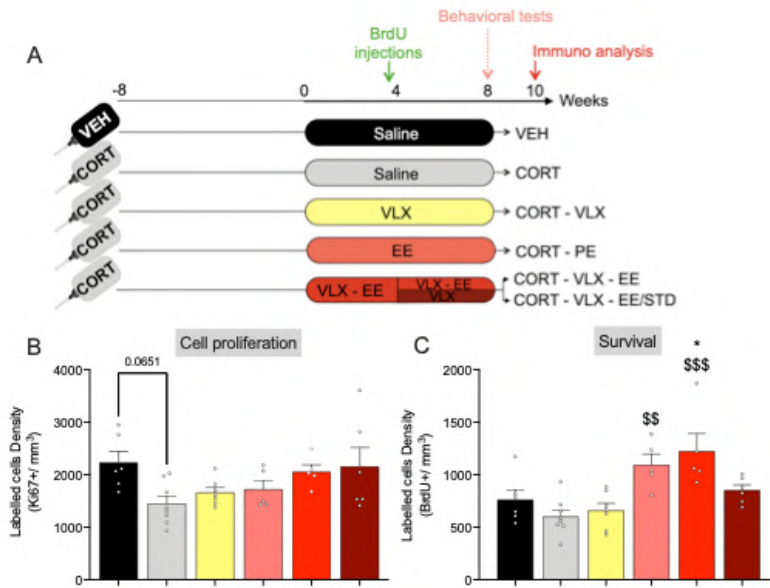 A
BrdU
injections
Behavioral tests
Immuno analysis
-8 0 4 8 10 Weeks
VEH Saline VEH
CORT Saline CORT
CORT VLX CORT - VLX
CORT EE CORT - PE
CORT VLX - EE VLX - EE CORT - VLX - EE
VLX CORT - VLX - EE/STD
B Cell proliferation
Labelled cells Density
(Ki67+/ mm³)
4000
3000
2000
1000
0
0.0651
C Survival
Labelled cells Density
(BrdU+/ mm³)
2000
1500
1000
500
0
*
$$$
$$